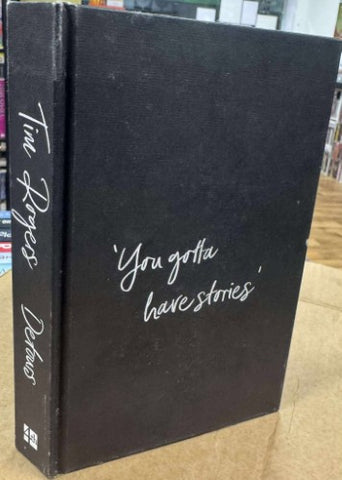 Tim Rogers Detours
'You gotta
have stories'